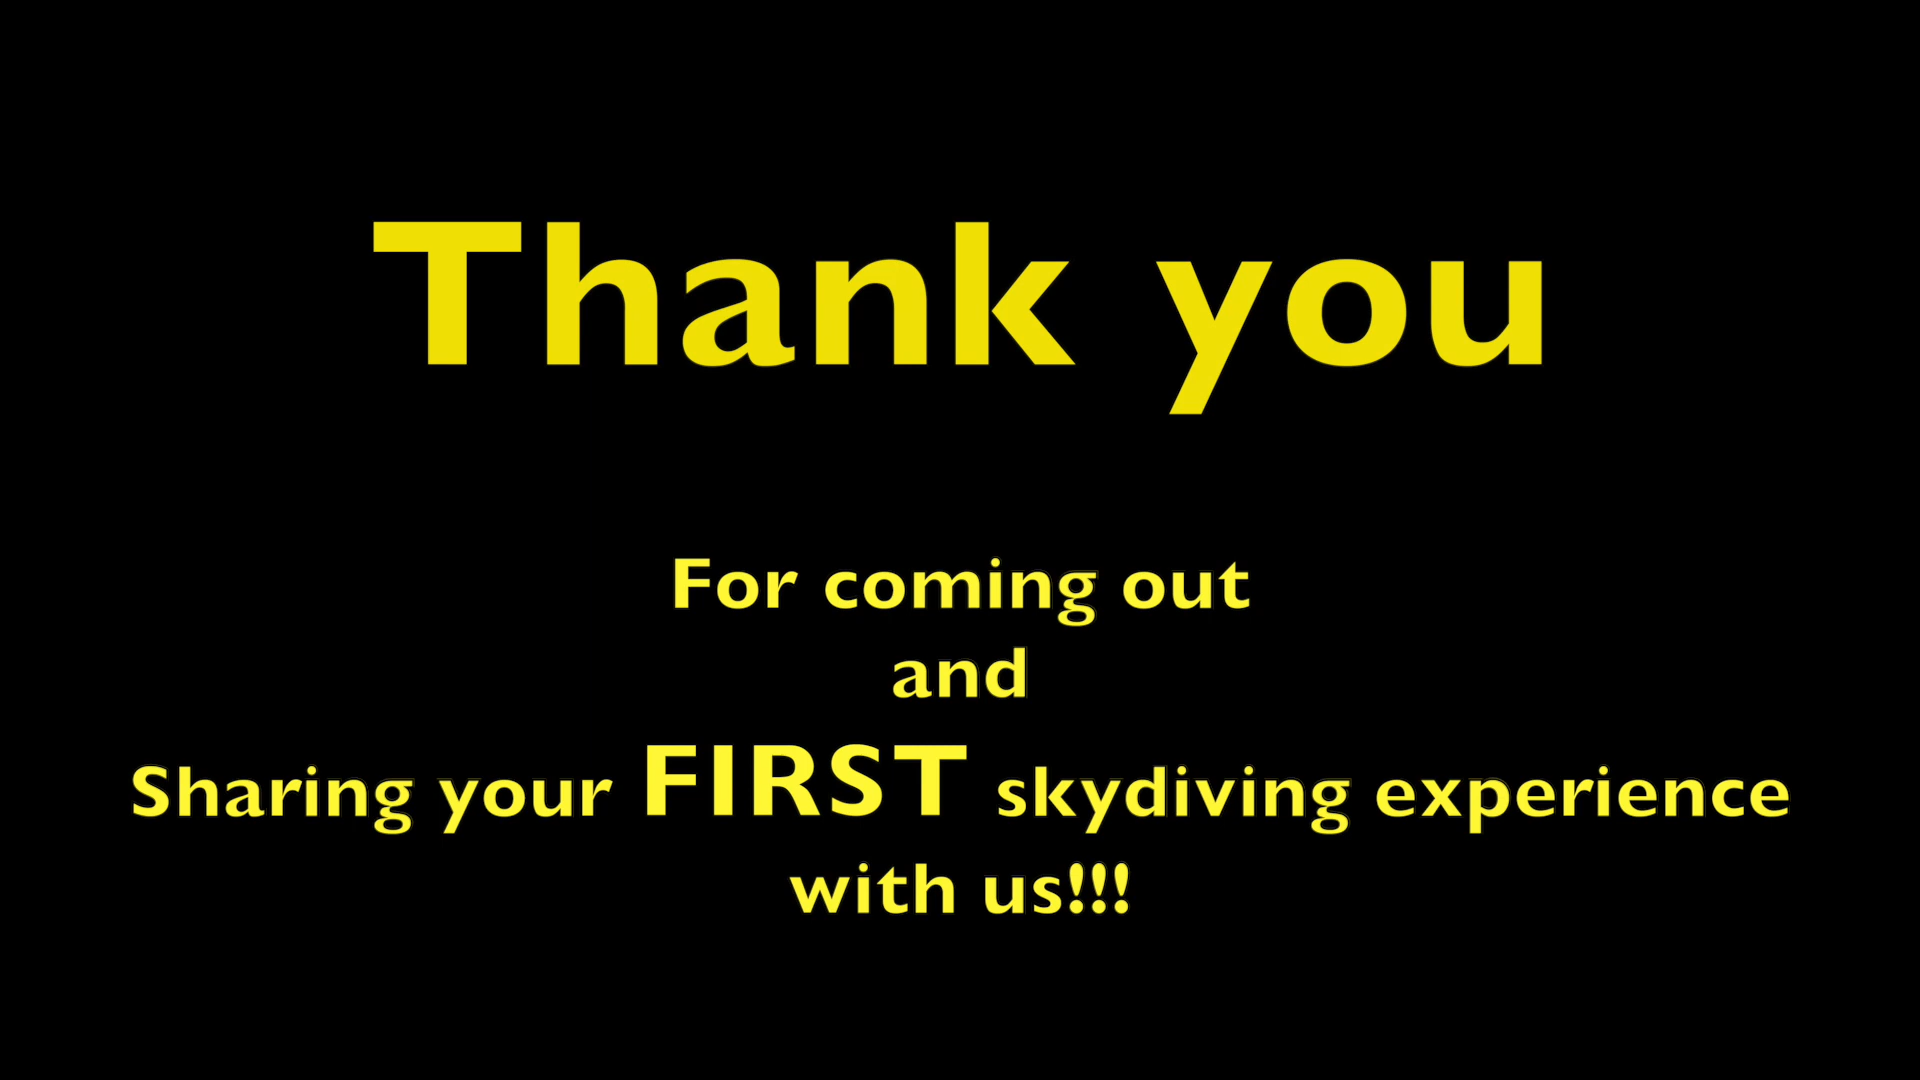 Thank you
For coming out
and
Sharing your FIRST skydiving experience
with us!!!